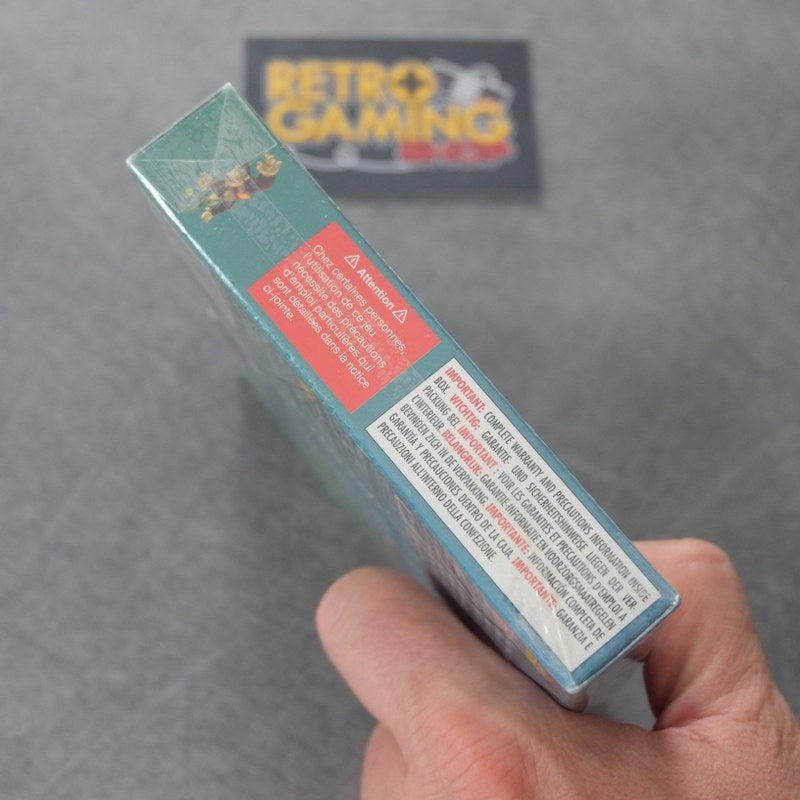 RETRO
GAMING
SHOP
Attention
Chez certaines personnes,
l'utilisation de ce jeu
nécessite des précautions
d'emploi particulières qui
sont détaillées dans la notice
ci-jointe.
IMPORTANT: COMPLETE WARRANTY AND PRECAUTIONS INFORMATION INSIDE
BOX. WICHTIG: GARANTIE- UND SICHERHEITSHINWEISE LIEGEN DER VER-
PACKUNG BEI. IMPORTANT : VOIR LES GARANTIES ET PRECAUTIONS D'EMPLOI A
L'INTERIEUR. BELANGRIJK: GARANTIE-INFORMATIE EN VOORZORGSMAATREGELEN
BEVINDEN ZICH IN DE VERPAKKING. IMPORTANTE: INFORMACIÓN COMPLETA DE
GARANTIA Y PRECAUCIONES DENTRO DE LA CAJA. IMPORTANTE: GARANZIA E
PRECAUZIONI ALL'INTERNO DELLA CONFEZIONE.